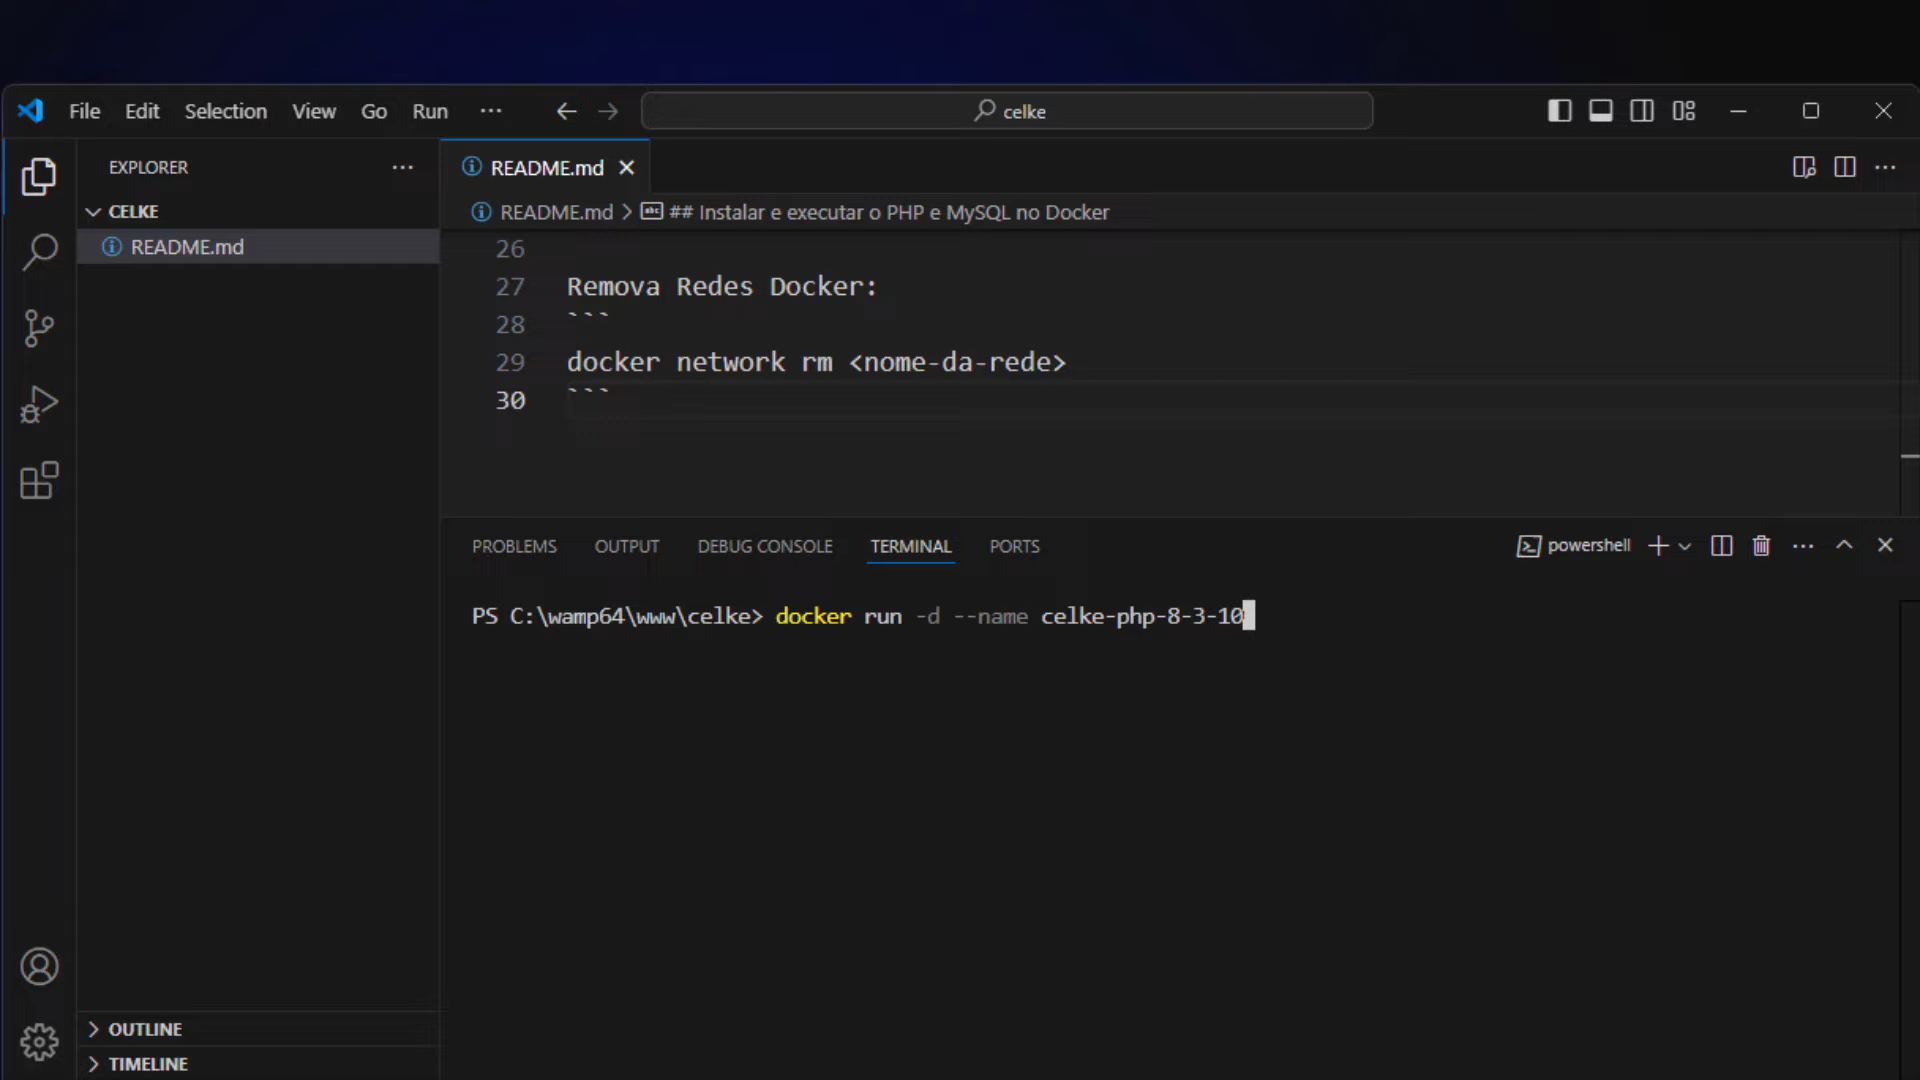 File Edit Selection View Go Run ··· celke
EXPLORER ···
CELKE
README.md
README.md
README.md > ## Instalar e executar o PHP e MySQL no Docker
26
27 Remova Redes Docker:
28 ```
29 docker network rm <nome-da-rede>
30 ```
PROBLEMS OUTPUT DEBUG CONSOLE TERMINAL PORTS powershell
PS C:\wamp64\www\celke> docker run -d --name celke-php-8-3-10
OUTLINE
TIMELINE